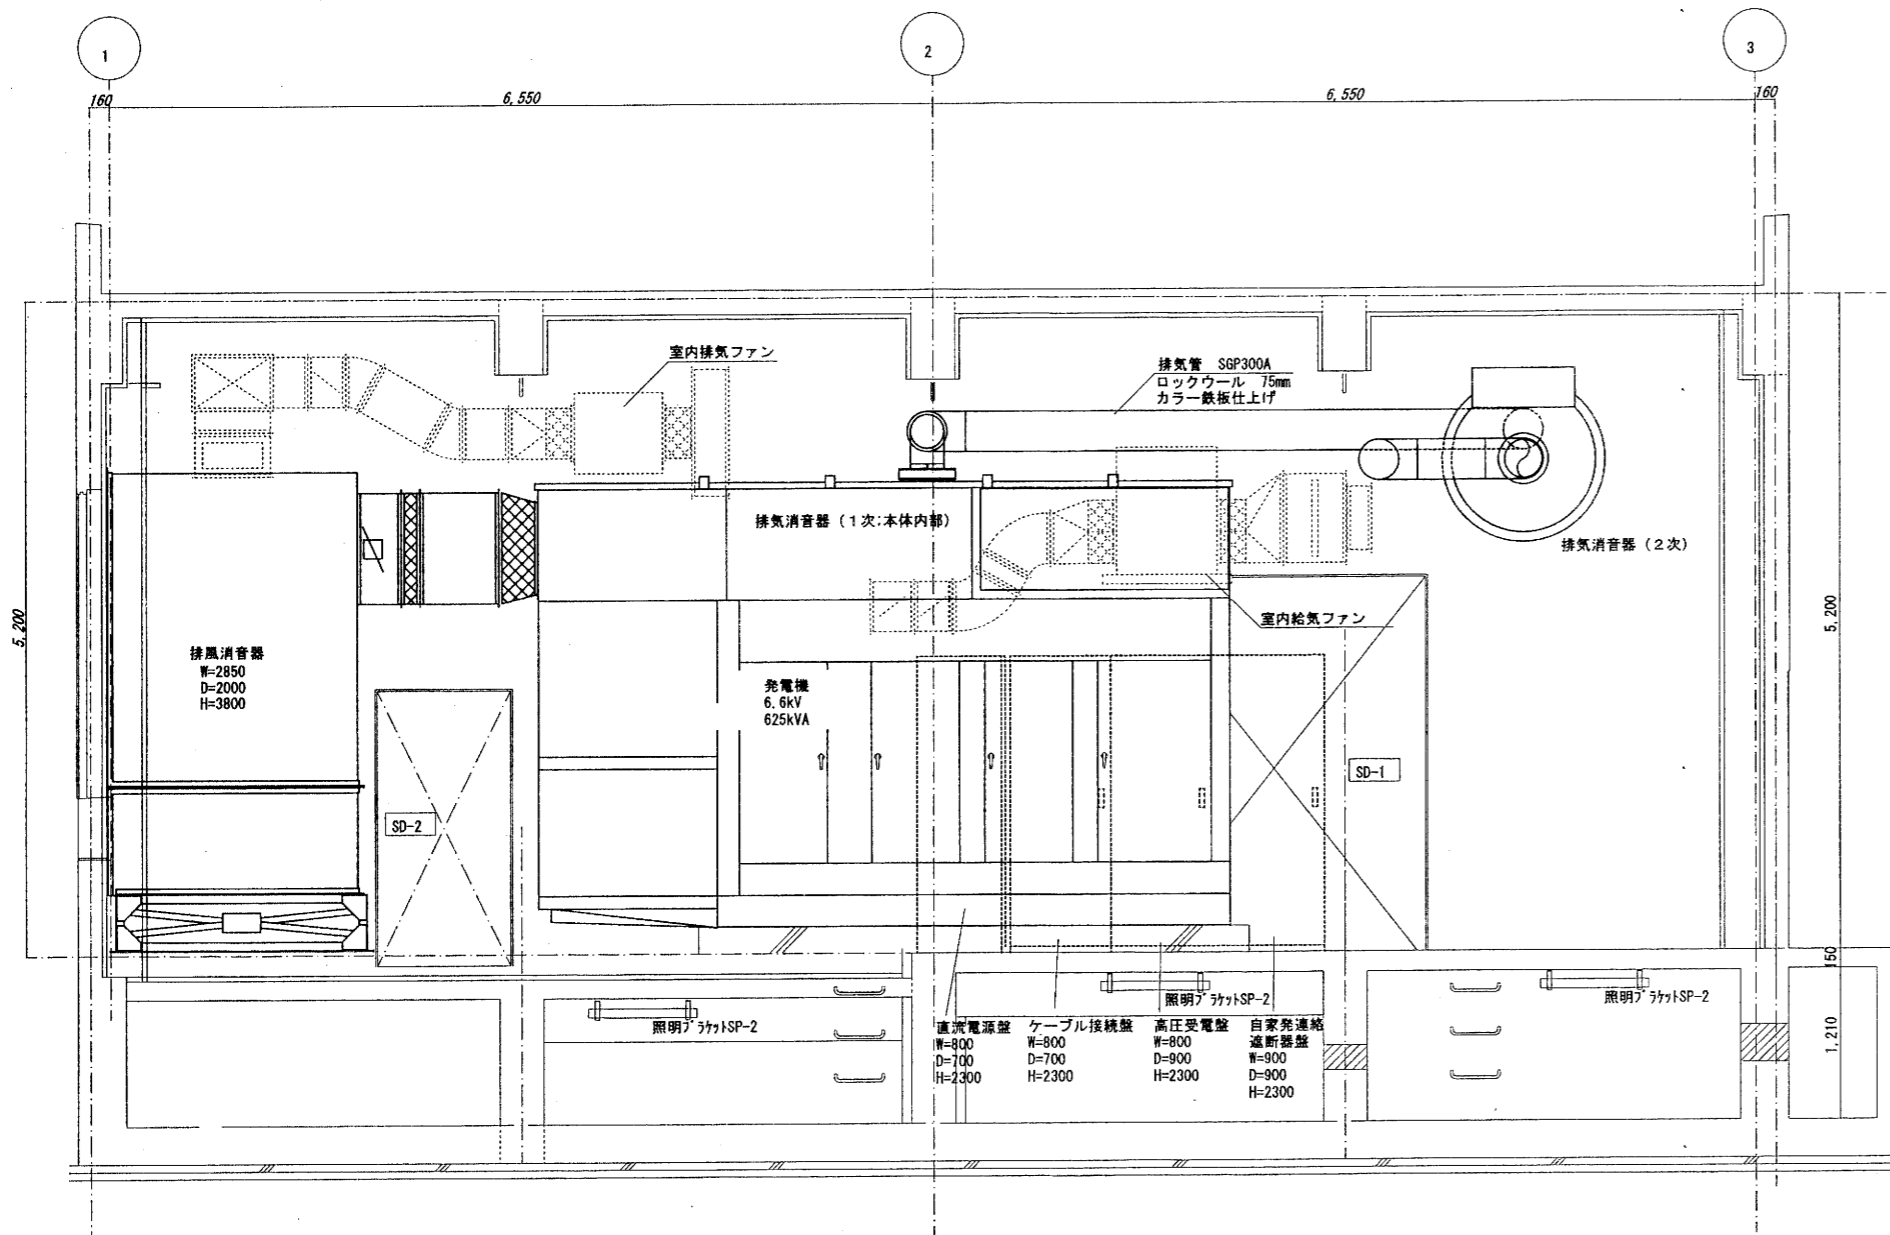 1
2
3
160
6,550
6,550
160
室内排気ファン
排気管 SGP300A
ロックウール 75mm
カラー鉄板仕上げ
排気消音器（1次;本体内部）
排気消音器（2次）
室内給気ファン
5,200
5,200
排風消音器
W=2850
D=2000
H=3800
発電機
6.6kV
625kVA
SD-1
SD-2
150
1,210
照明ブラケットSP-2
照明ブラケットSP-2
照明ブラケットSP-2
直流電源盤
W=800
D=700
H=2300
ケーブル接続盤
W=800
D=700
H=2300
高圧受電盤
W=800
D=900
H=2300
自家発連絡
遮断器盤
W=900
D=900
H=2300